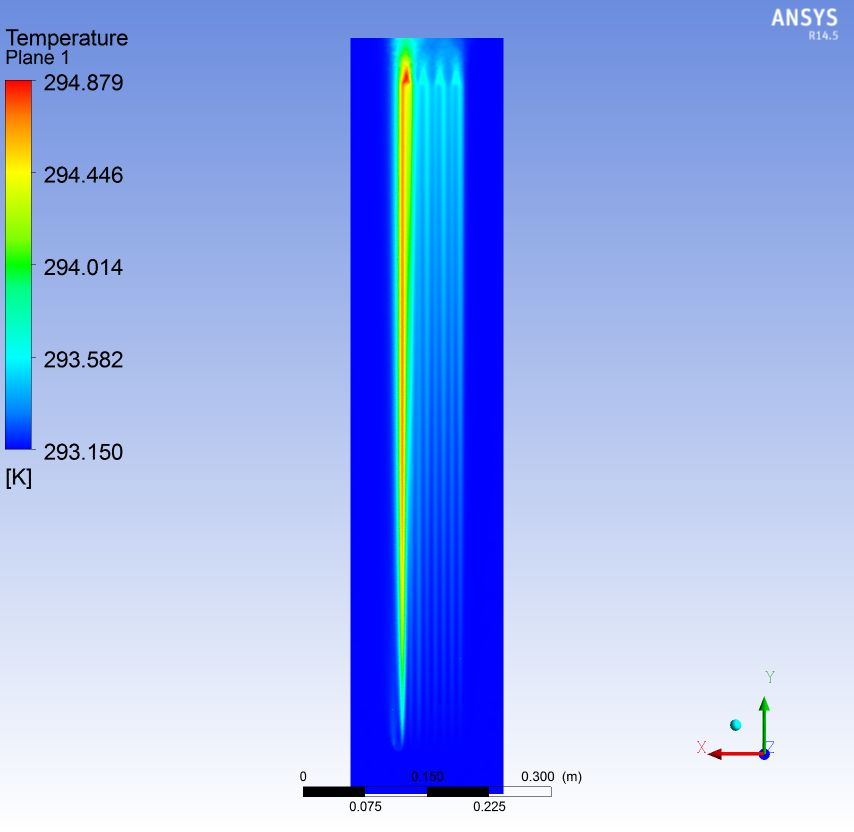 ANSYS
R14.5
Temperature
Plane 1
294.879
294.446
294.014
293.582
293.150
[K]
Y
X
Z
0 0.150 0.300 (m)
0.075 0.225